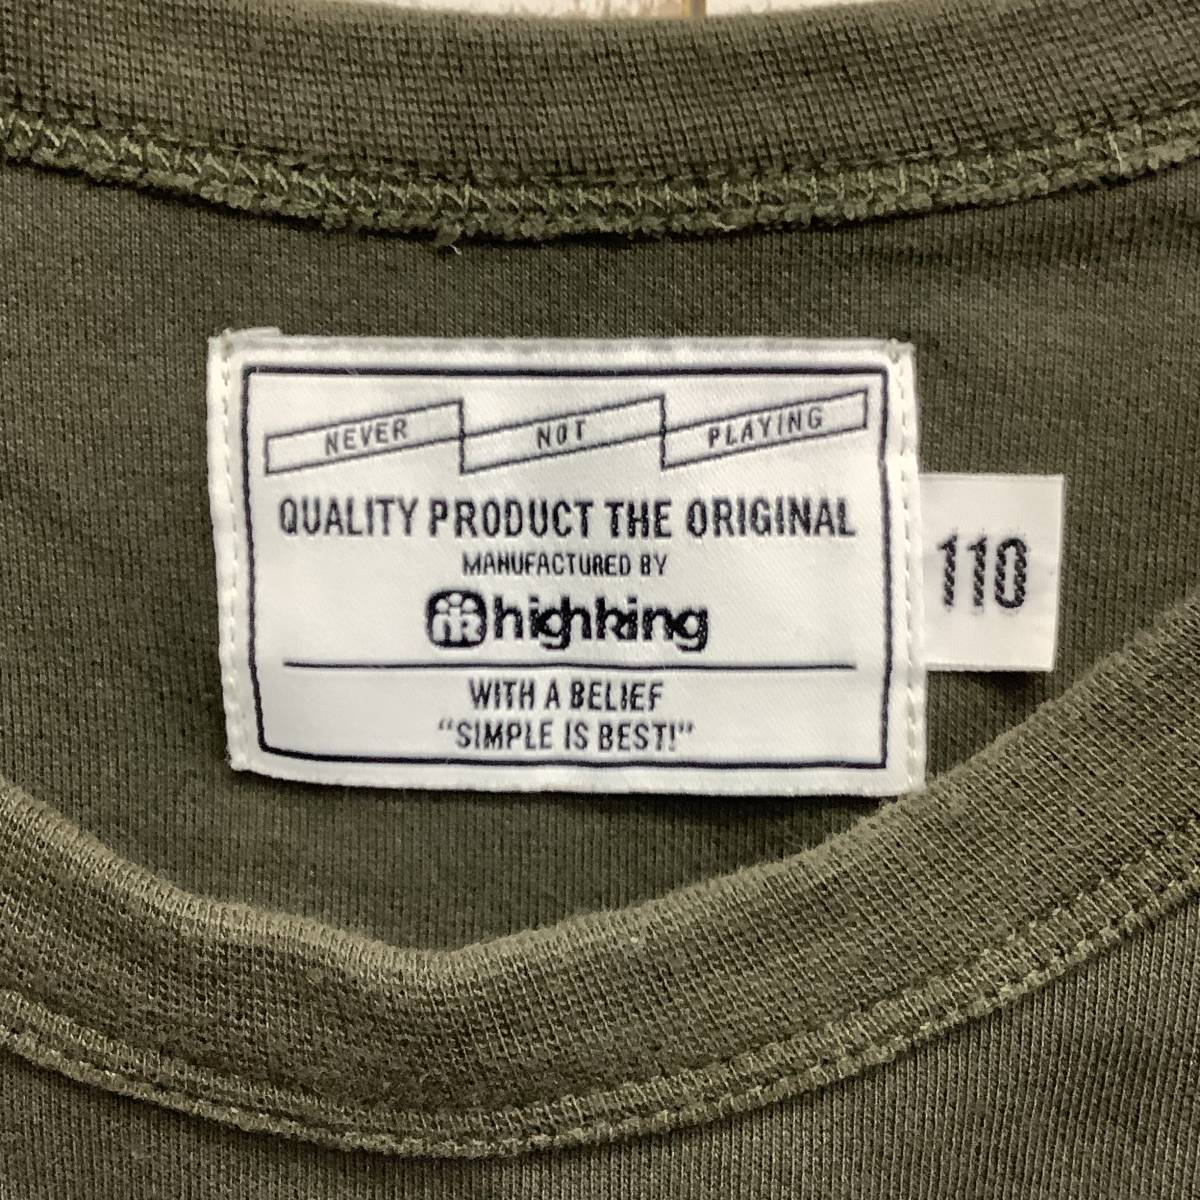 NEVER NOT PLAYING
QUALITY PRODUCT THE ORIGINAL
MANUFACTURED BY
highking
WITH A BELIEF
“SIMPLE IS BEST!”
110